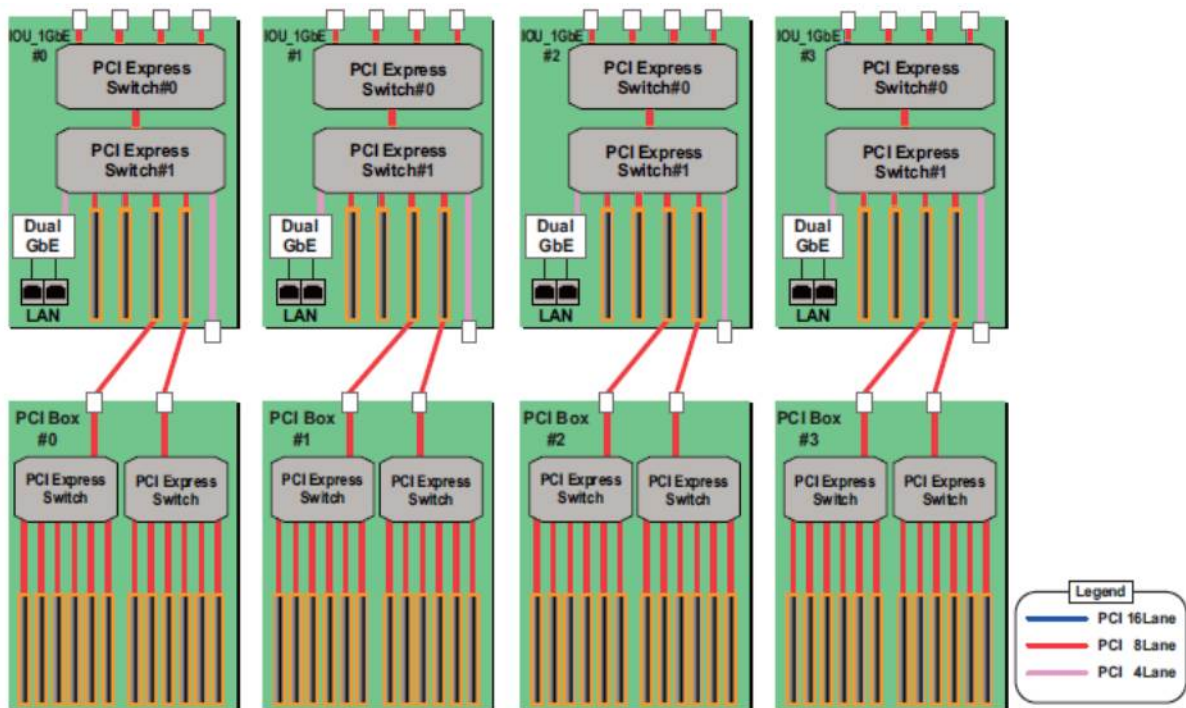 IOU_1GbE
#0
PCI Express
Switch#0
PCI Express
Switch#1
Dual
GbE
LAN
IOU_1GbE
#1
PCI Express
Switch#0
PCI Express
Switch#1
Dual
GbE
LAN
IOU_1GbE
#2
PCI Express
Switch#0
PCI Express
Switch#1
Dual
GbE
LAN
IOU_1GbE
#3
PCI Express
Switch#0
PCI Express
Switch#1
Dual
GbE
LAN
PCI Box
#0
PCI Express
Switch
PCI Express
Switch
PCI Box
#1
PCI Express
Switch
PCI Express
Switch
PCI Box
#2
PCI Express
Switch
PCI Express
Switch
PCI Box
#3
PCI Express
Switch
PCI Express
Switch
Legend
PCI 16Lane
PCI 8Lane
PCI 4Lane